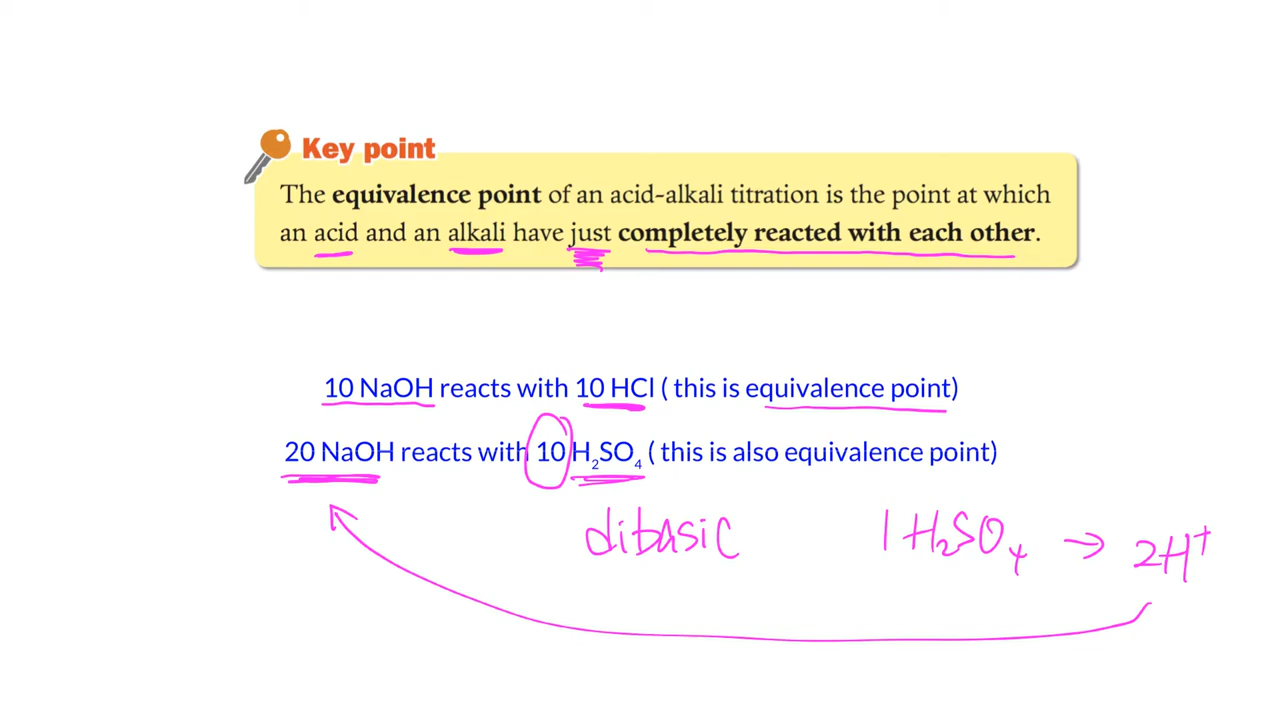 Key point
The equivalence point of an acid-alkali titration is the point at which
an acid and an alkali have just completely reacted with each other.
10 NaOH reacts with 10 HCl ( this is equivalence point)
20 NaOH reacts with 10 H₂SO₄ ( this is also equivalence point)
dibasic 1 H₂SO₄ → 2H⁺